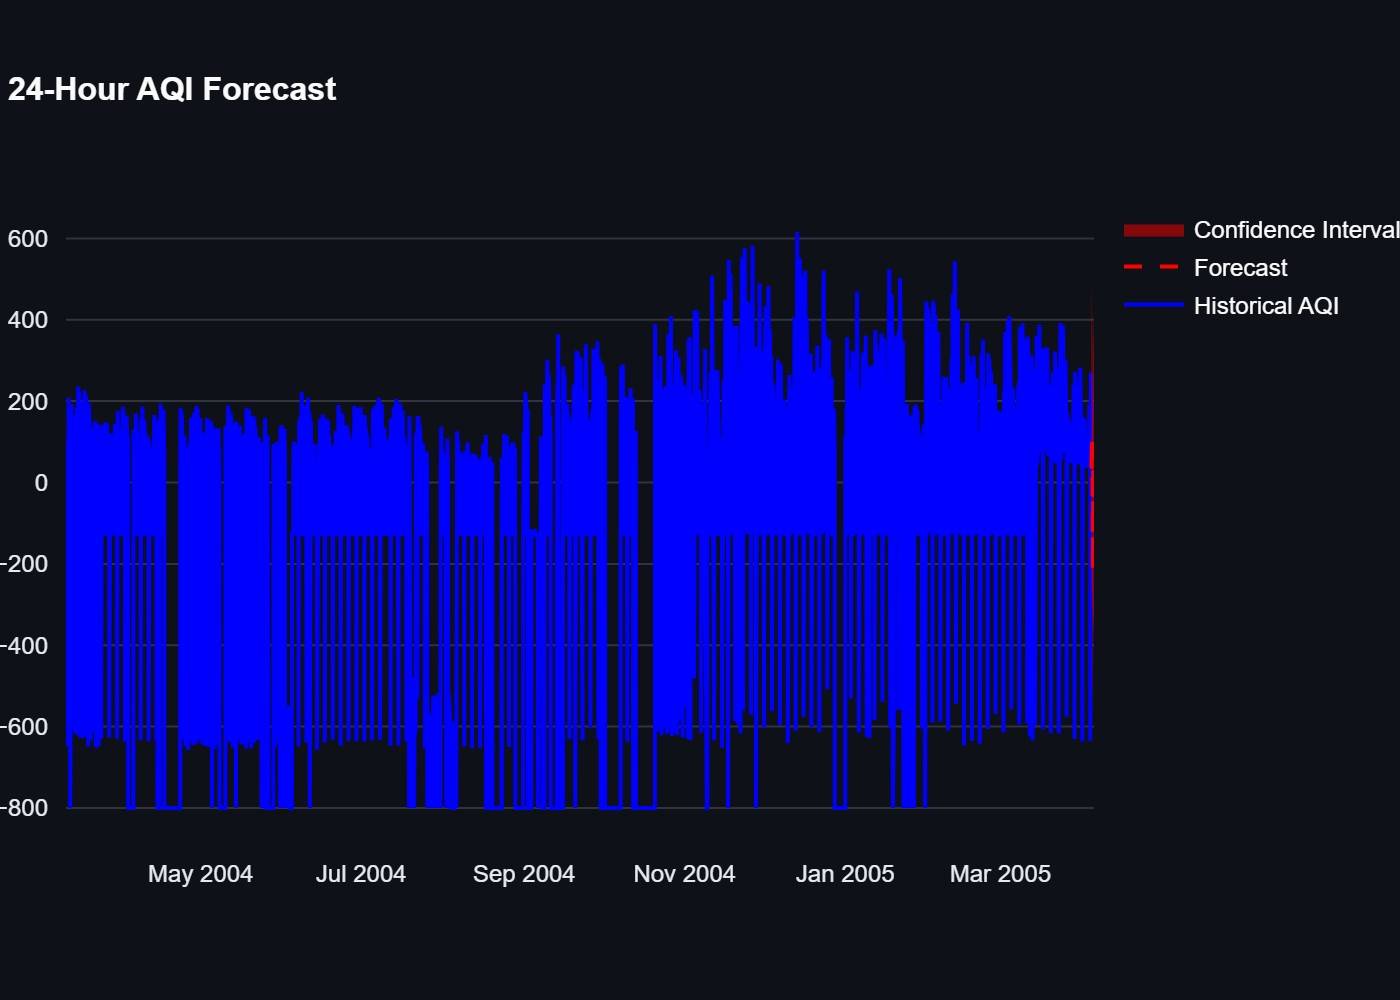 24-Hour AQI Forecast
600
400
200
0
−200
−400
−600
−800
May 2004
Jul 2004
Sep 2004
Nov 2004
Jan 2005
Mar 2005
Confidence Interval
Forecast
Historical AQI